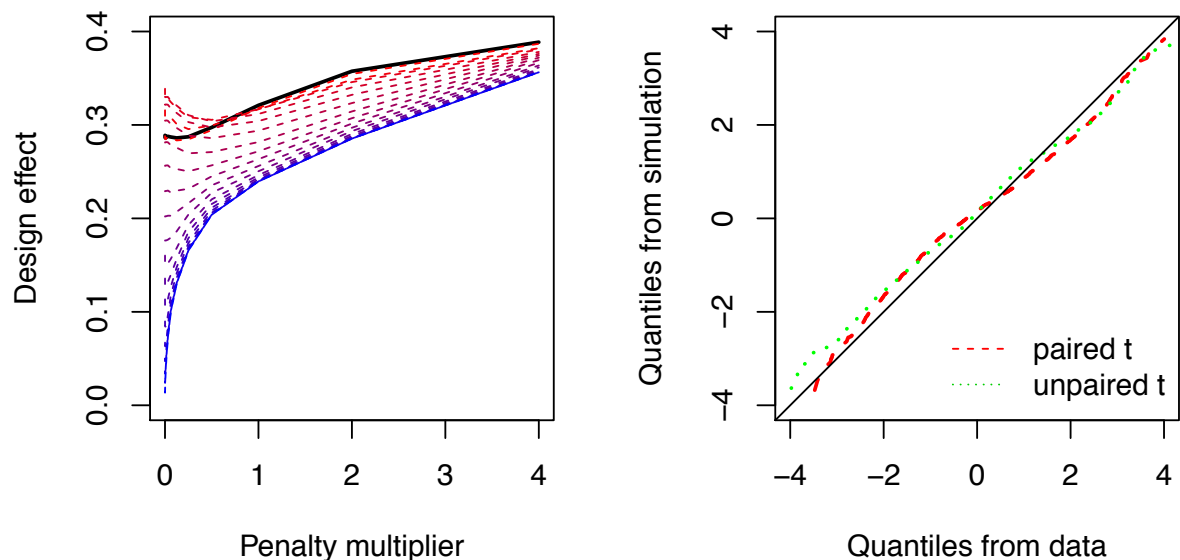 Design effect
0.4
0.3
0.2
0.1
0.0
0 1 2 3 4
Penalty multiplier
Quantiles from simulation
4
2
0
−2
−4
paired t
unpaired t
−4 −2 0 2 4
Quantiles from data